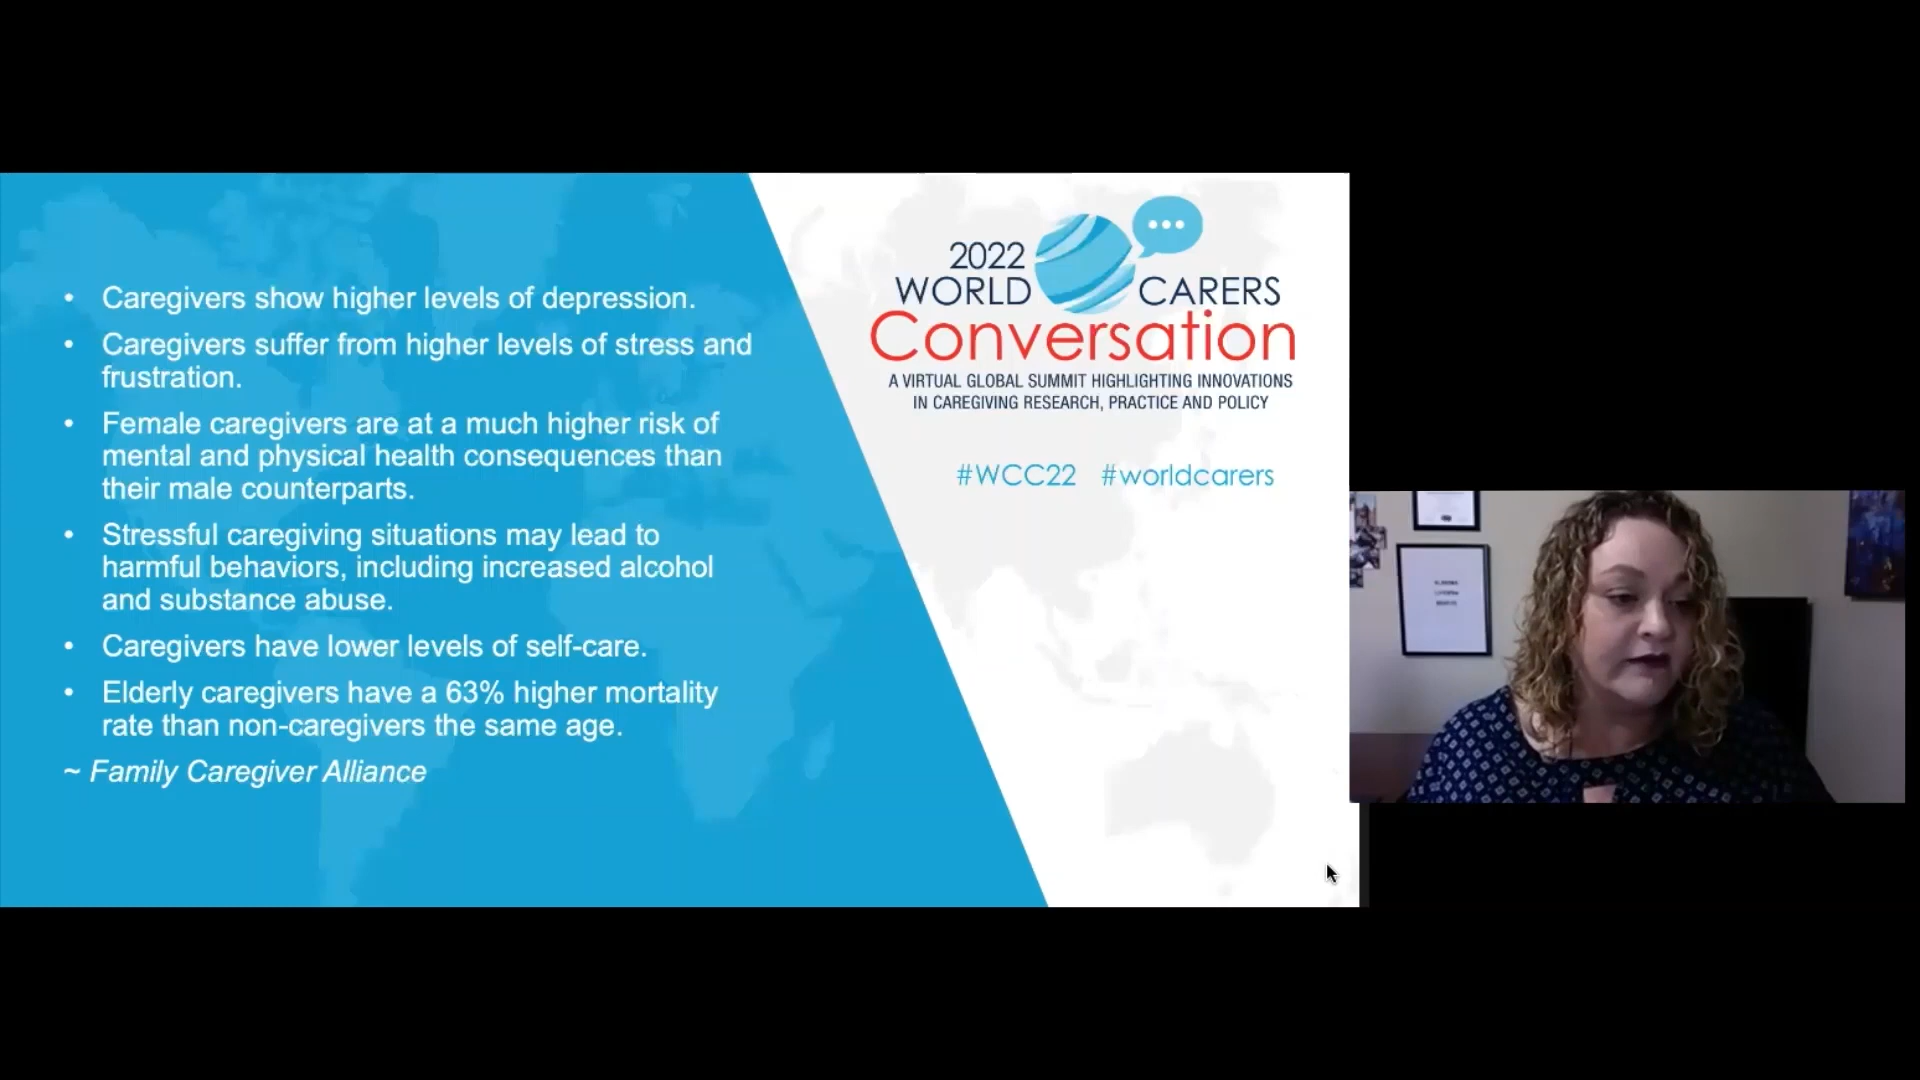 • Caregivers show higher levels of depression.
• Caregivers suffer from higher levels of stress and
frustration.
• Female caregivers are at a much higher risk of
mental and physical health consequences than
their male counterparts.
• Stressful caregiving situations may lead to
harmful behaviors, including increased alcohol
and substance abuse.
• Caregivers have lower levels of self-care.
• Elderly caregivers have a 63% higher mortality
rate than non-caregivers the same age.
~ Family Caregiver Alliance
2022
WORLD CARERS
Conversation
A VIRTUAL GLOBAL SUMMIT HIGHLIGHTING INNOVATIONS
IN CAREGIVING RESEARCH, PRACTICE AND POLICY
#WCC22 #worldcarers